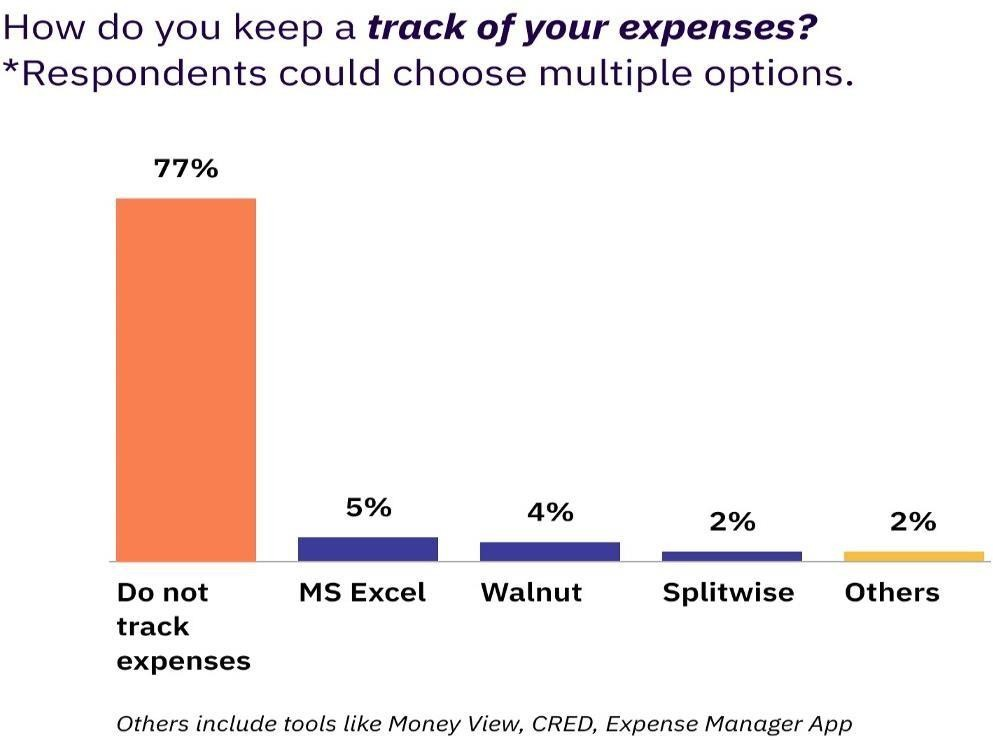 How do you keep a track of your expenses?
*Respondents could choose multiple options.
77%
5%
4%
2%
2%
Do not
track
expenses
MS Excel
Walnut
Splitwise
Others
Others include tools like Money View, CRED, Expense Manager App